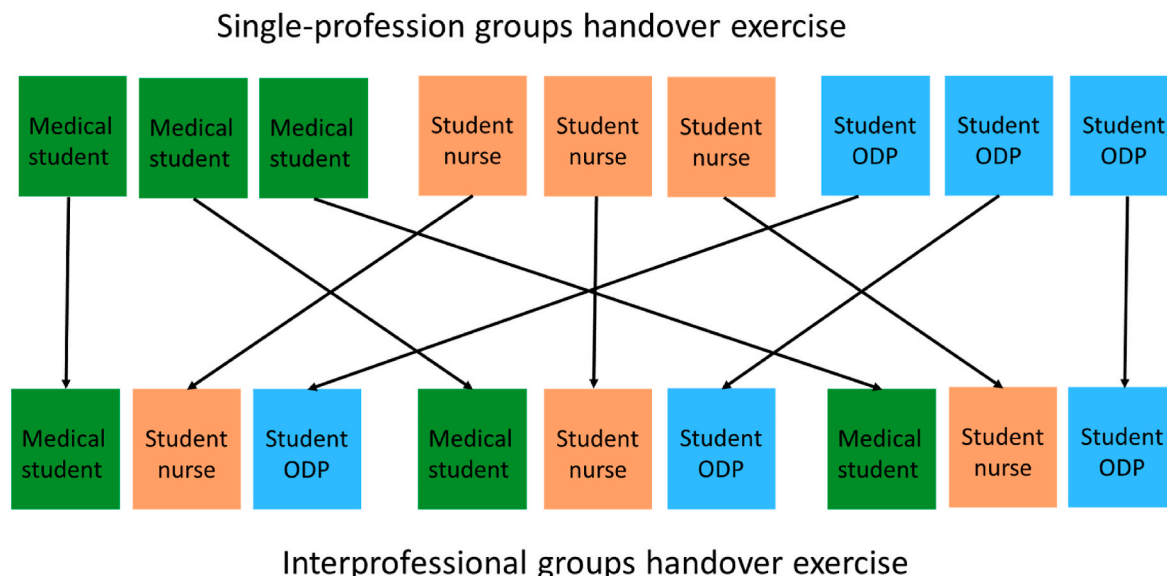 Single-profession groups handover exercise
Medical
student
Medical
student
Medical
student
Student
nurse
Student
nurse
Student
nurse
Student
ODP
Student
ODP
Student
ODP
Medical
student
Student
nurse
Student
ODP
Medical
student
Student
nurse
Student
ODP
Medical
student
Student
nurse
Student
ODP
Interprofessional groups handover exercise